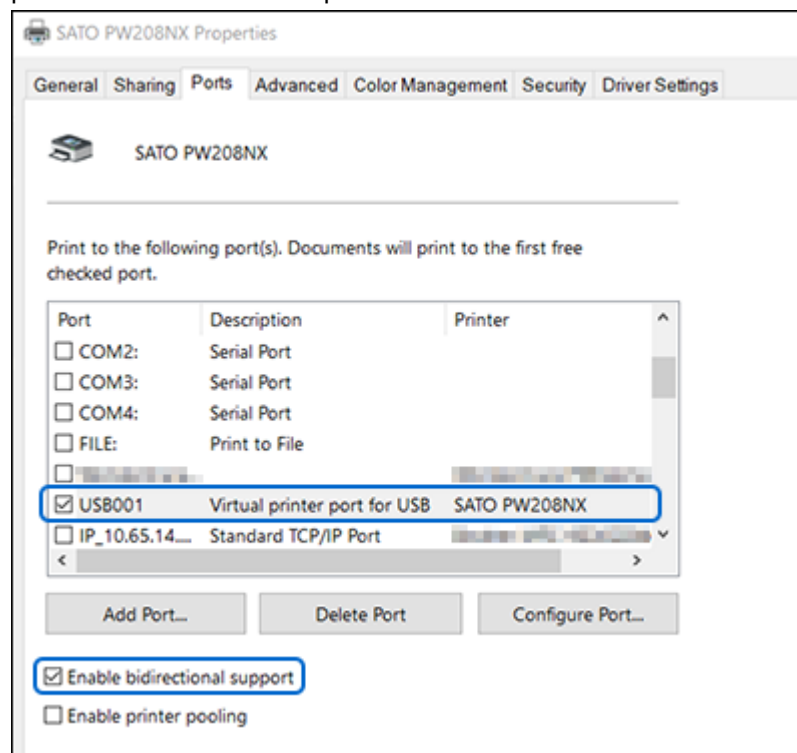 SATO PW208NX Properties
General Sharing Ports Advanced Color Management Security Driver Settings
SATO PW208NX
Print to the following port(s). Documents will print to the first free
checked port.
Port Description Printer
COM2: Serial Port
COM3: Serial Port
COM4: Serial Port
FILE: Print to File
USB001 Virtual printer port for USB SATO PW208NX
IP_10.65.14.... Standard TCP/IP Port
Add Port... Delete Port Configure Port...
Enable bidirectional support
Enable printer pooling